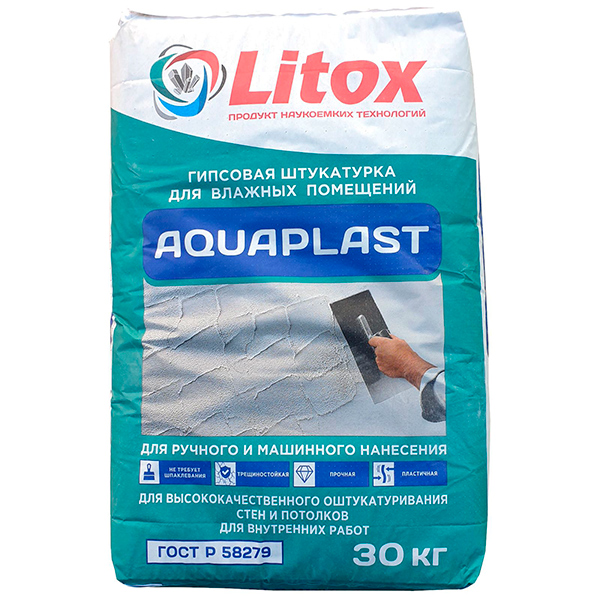 Litox
ПРОДУКТ НАУКОЕМКИХ ТЕХНОЛОГИЙ
ГИПСОВАЯ ШТУКАТУРКА
ДЛЯ ВЛАЖНЫХ ПОМЕЩЕНИЙ
AQUAPLAST
ДЛЯ РУЧНОГО И МАШИННОГО НАНЕСЕНИЯ
НЕ ТРЕБУЕТ
ШПАКЛЕВАНИЯ
ТРЕЩИНОСТОЙКАЯ
ПРОЧНАЯ
ПЛАСТИЧНАЯ
ДЛЯ ВЫСОКОКАЧЕСТВЕННОГО ОШТУКАТУРИВАНИЯ
СТЕН И ПОТОЛКОВ
ДЛЯ ВНУТРЕННИХ РАБОТ
ГОСТ Р 58279
30 КГ